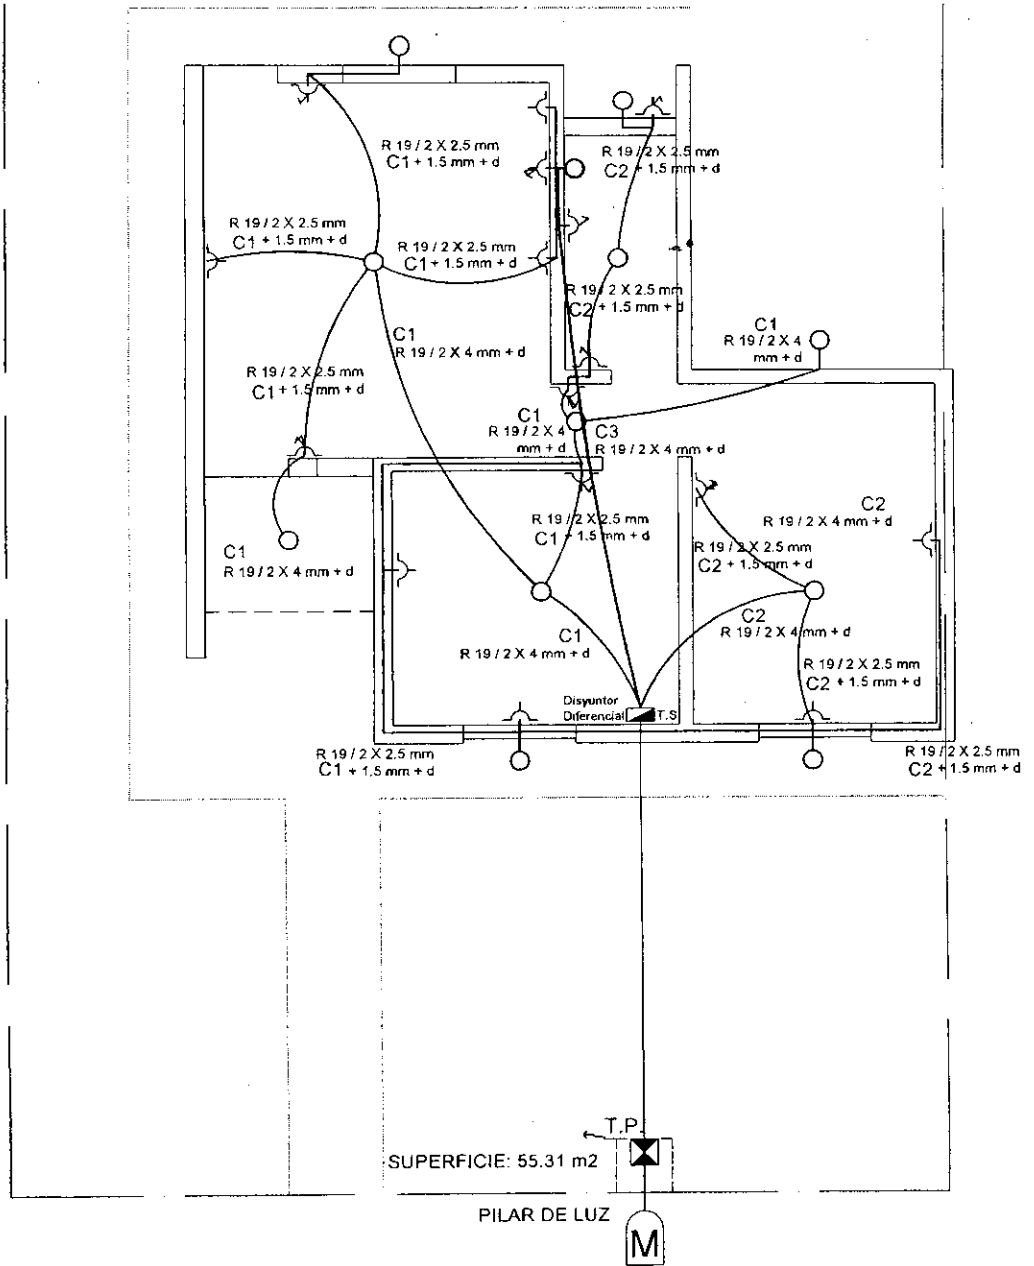 R 19 / 2 X 2.5 mm
C1 + 1.5 mm + d
R 19 / 2 X 2.5 mm
C2 + 1.5 mm + d
R 19 / 2 X 2.5 mm
C1 + 1.5 mm + d
R 19 / 2 X 2.5 mm
C1 + 1.5 mm + d
R 19 / 2 X 2.5 mm
C2 + 1.5 mm + d
C1
R 19 / 2 X 4 mm + d
C1
R 19 / 2 X 4
mm + d
R 19 / 2 X 2.5 mm
C1 + 1.5 mm + d
C1
R 19 / 2 X 4
mm + d
C3
R 19 / 2 X 4 mm + d
C2
R 19 / 2 X 4 mm + d
R 19 / 2 X 2.5 mm
C1 + 1.5 mm + d
R 19 / 2 X 2.5 mm
C2 + 1.5 mm + d
C1
R 19 / 2 X 4 mm + d
C1
R 19 / 2 X 4 mm + d
C2
R 19 / 2 X 4 mm + d
R 19 / 2 X 2.5 mm
C2 + 1.5 mm + d
Disyuntor
Diferencial
T.S
R 19 / 2 X 2.5 mm
C1 + 1.5 mm + d
R 19 / 2 X 2.5 mm
C2 + 1.5 mm + d
T.P.
SUPERFICIE: 55.31 m2
PILAR DE LUZ
M